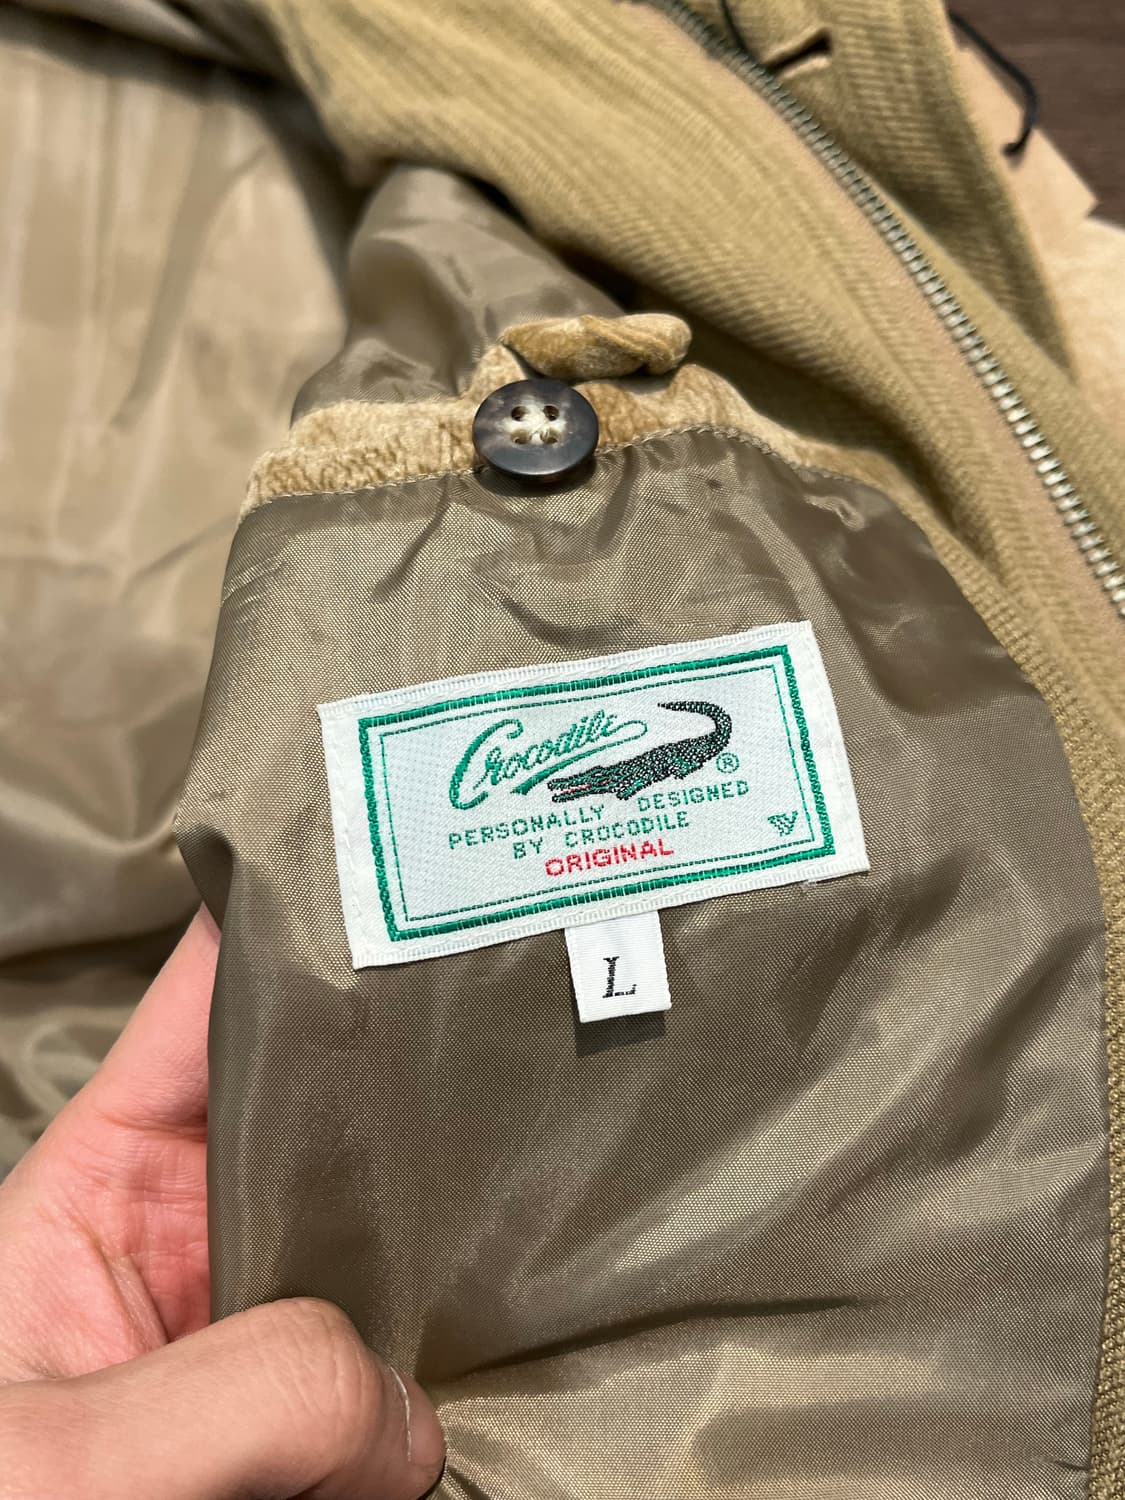 Crocodile ®
PERSONALLY DESIGNED
BY CROCODILE
ORIGINAL
L